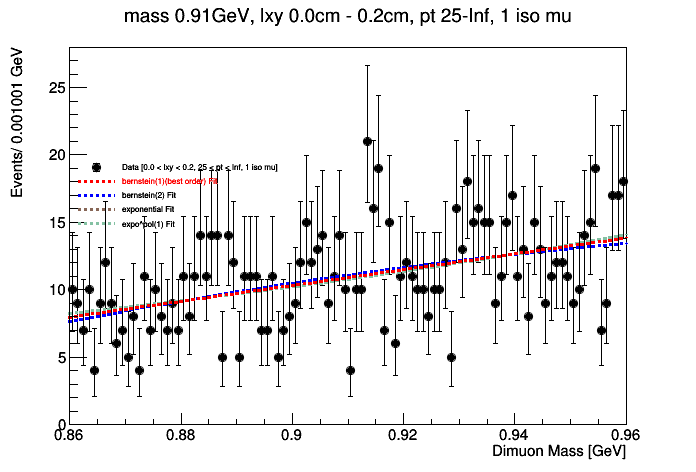 mass 0.91GeV, lxy 0.0cm - 0.2cm, pt 25-Inf, 1 iso mu
Events/ 0.001001 GeV
25
20
15
10
5
0
Data [0.0 < lxy < 0.2, 25 ≤ pt ≤ Inf, 1 iso mu]
bernstein(1)(best order) Fit
bernstein(2) Fit
exponential Fit
expo*pol(1) Fit
0.86 0.88 0.9 0.92 0.94 0.96
Dimuon Mass [GeV]